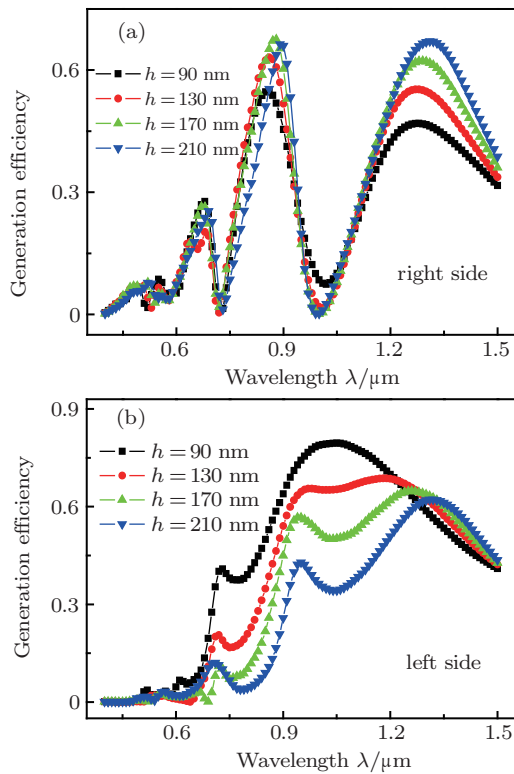 (a)
h = 90 nm
h = 130 nm
h = 170 nm
h = 210 nm
right side
Generation efficiency
0.6
0.3
0
0.6 0.9 1.2 1.5
Wavelength λ/μm
(b)
h = 90 nm
h = 130 nm
h = 170 nm
h = 210 nm
left side
Generation efficiency
0.9
0.6
0.3
0
0.6 0.9 1.2 1.5
Wavelength λ/μm